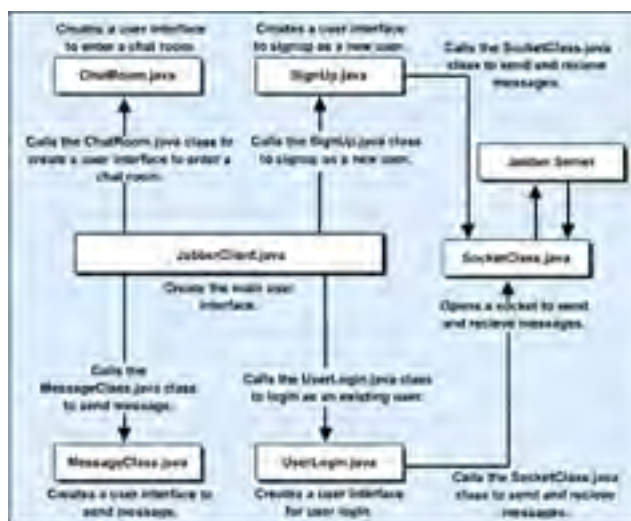 Creates a user interface
to enter a chat room.
ChatRoom.java
Creates a user interface
to signup as a new user.
SignUp.java
Calls the SocketClass.java
class to send and recieve
messages.
Calls the ChatRoom.java class to
create a user interface to enter a
chat room.
Calls the SignUp.java class
to signup as a new user.
Jabber Server
JabberClient.java
Create the main user
interface.
SocketClass.java
Opens a socket to send
and recieve messages.
Calls the
MessageClass.java class
to send message.
Calls the UserLogin.java class
to login as an existing user.
MessageClass.java
Creates a user interface to
send message.
UserLogin.java
Creates a user interface
for user login.
Calls the SocketClass.java
class to send and recieve
messages.